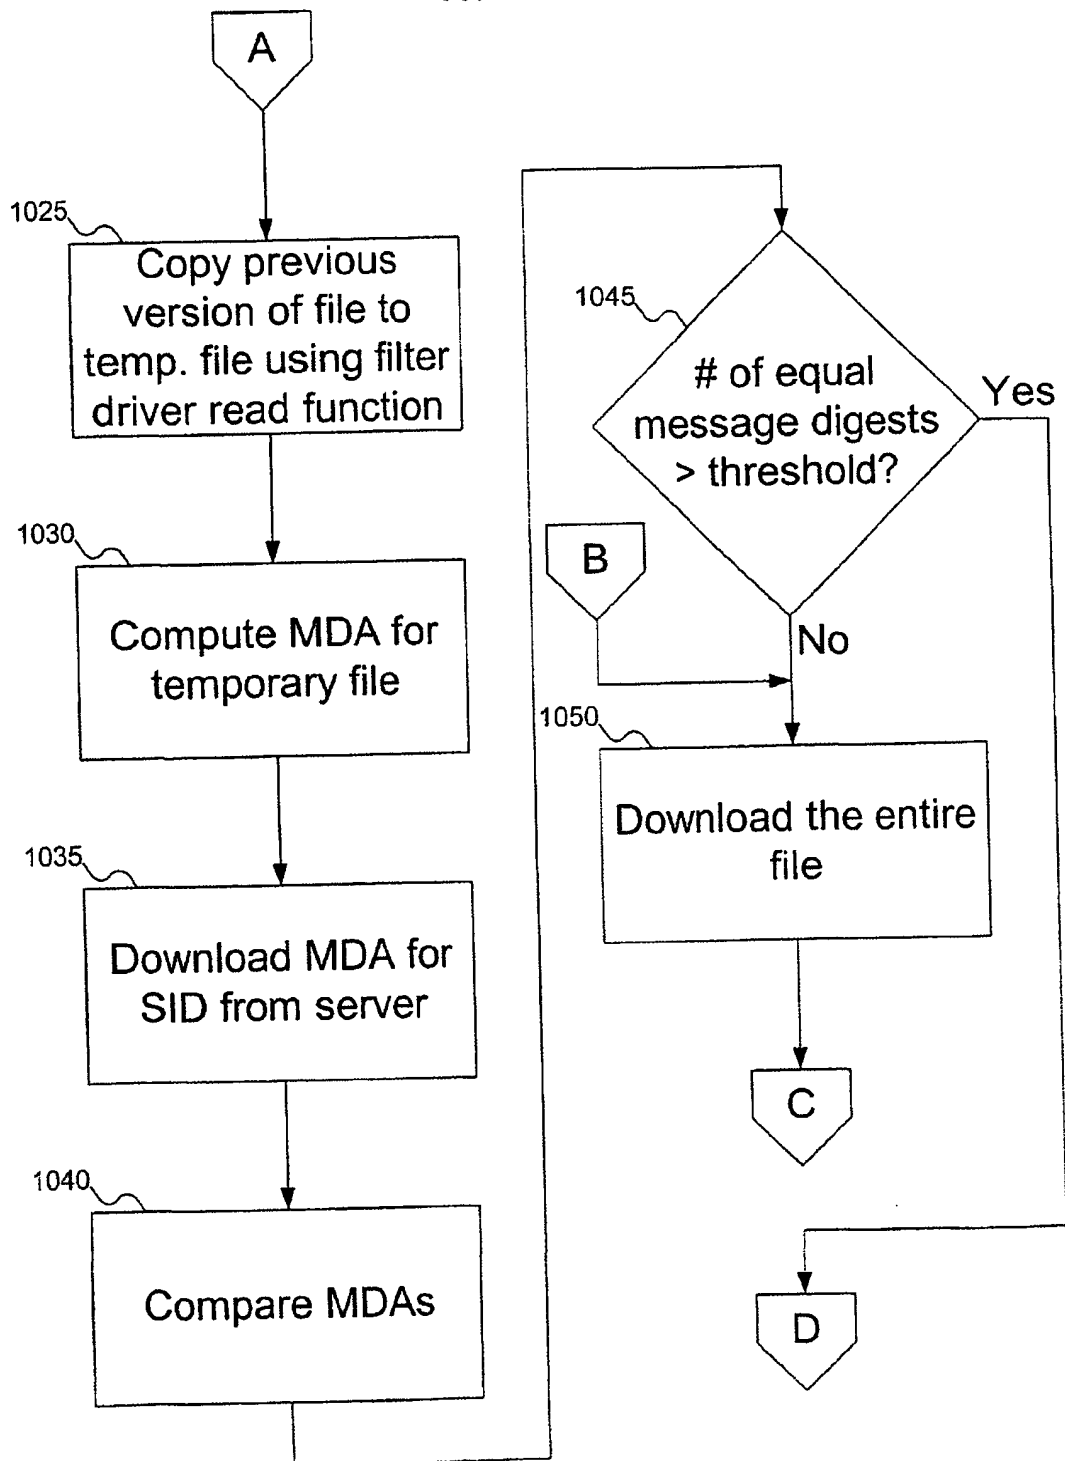 A
1025
Copy previous
version of file to
temp. file using filter
driver read function
1030
Compute MDA for
temporary file
1035
Download MDA for
SID from server
1040
Compare MDAs
1045
# of equal
message digests
> threshold?
Yes
B
No
1050
Download the entire
file
C
D